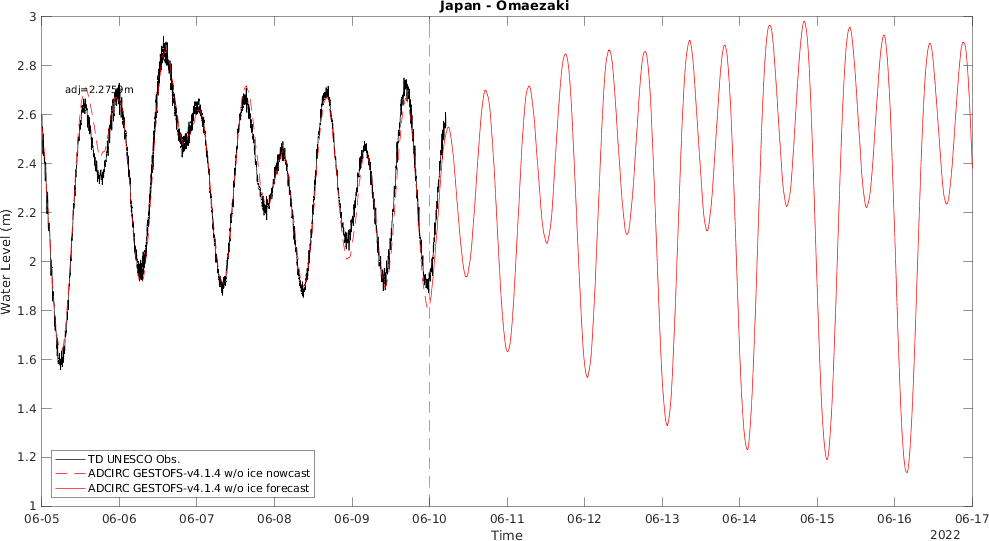 Japan - Omaezaki
Water Level (m)
3
2.8
2.6
2.4
2.2
2
1.8
1.6
1.4
1.2
1
adj=2.2759m
TD UNESCO Obs.
ADCIRC GESTOFS-v4.1.4 w/o ice nowcast
ADCIRC GESTOFS-v4.1.4 w/o ice forecast
06-05 06-06 06-07 06-08 06-09 06-10 06-11 06-12 06-13 06-14 06-15 06-16 06-17
Time
2022